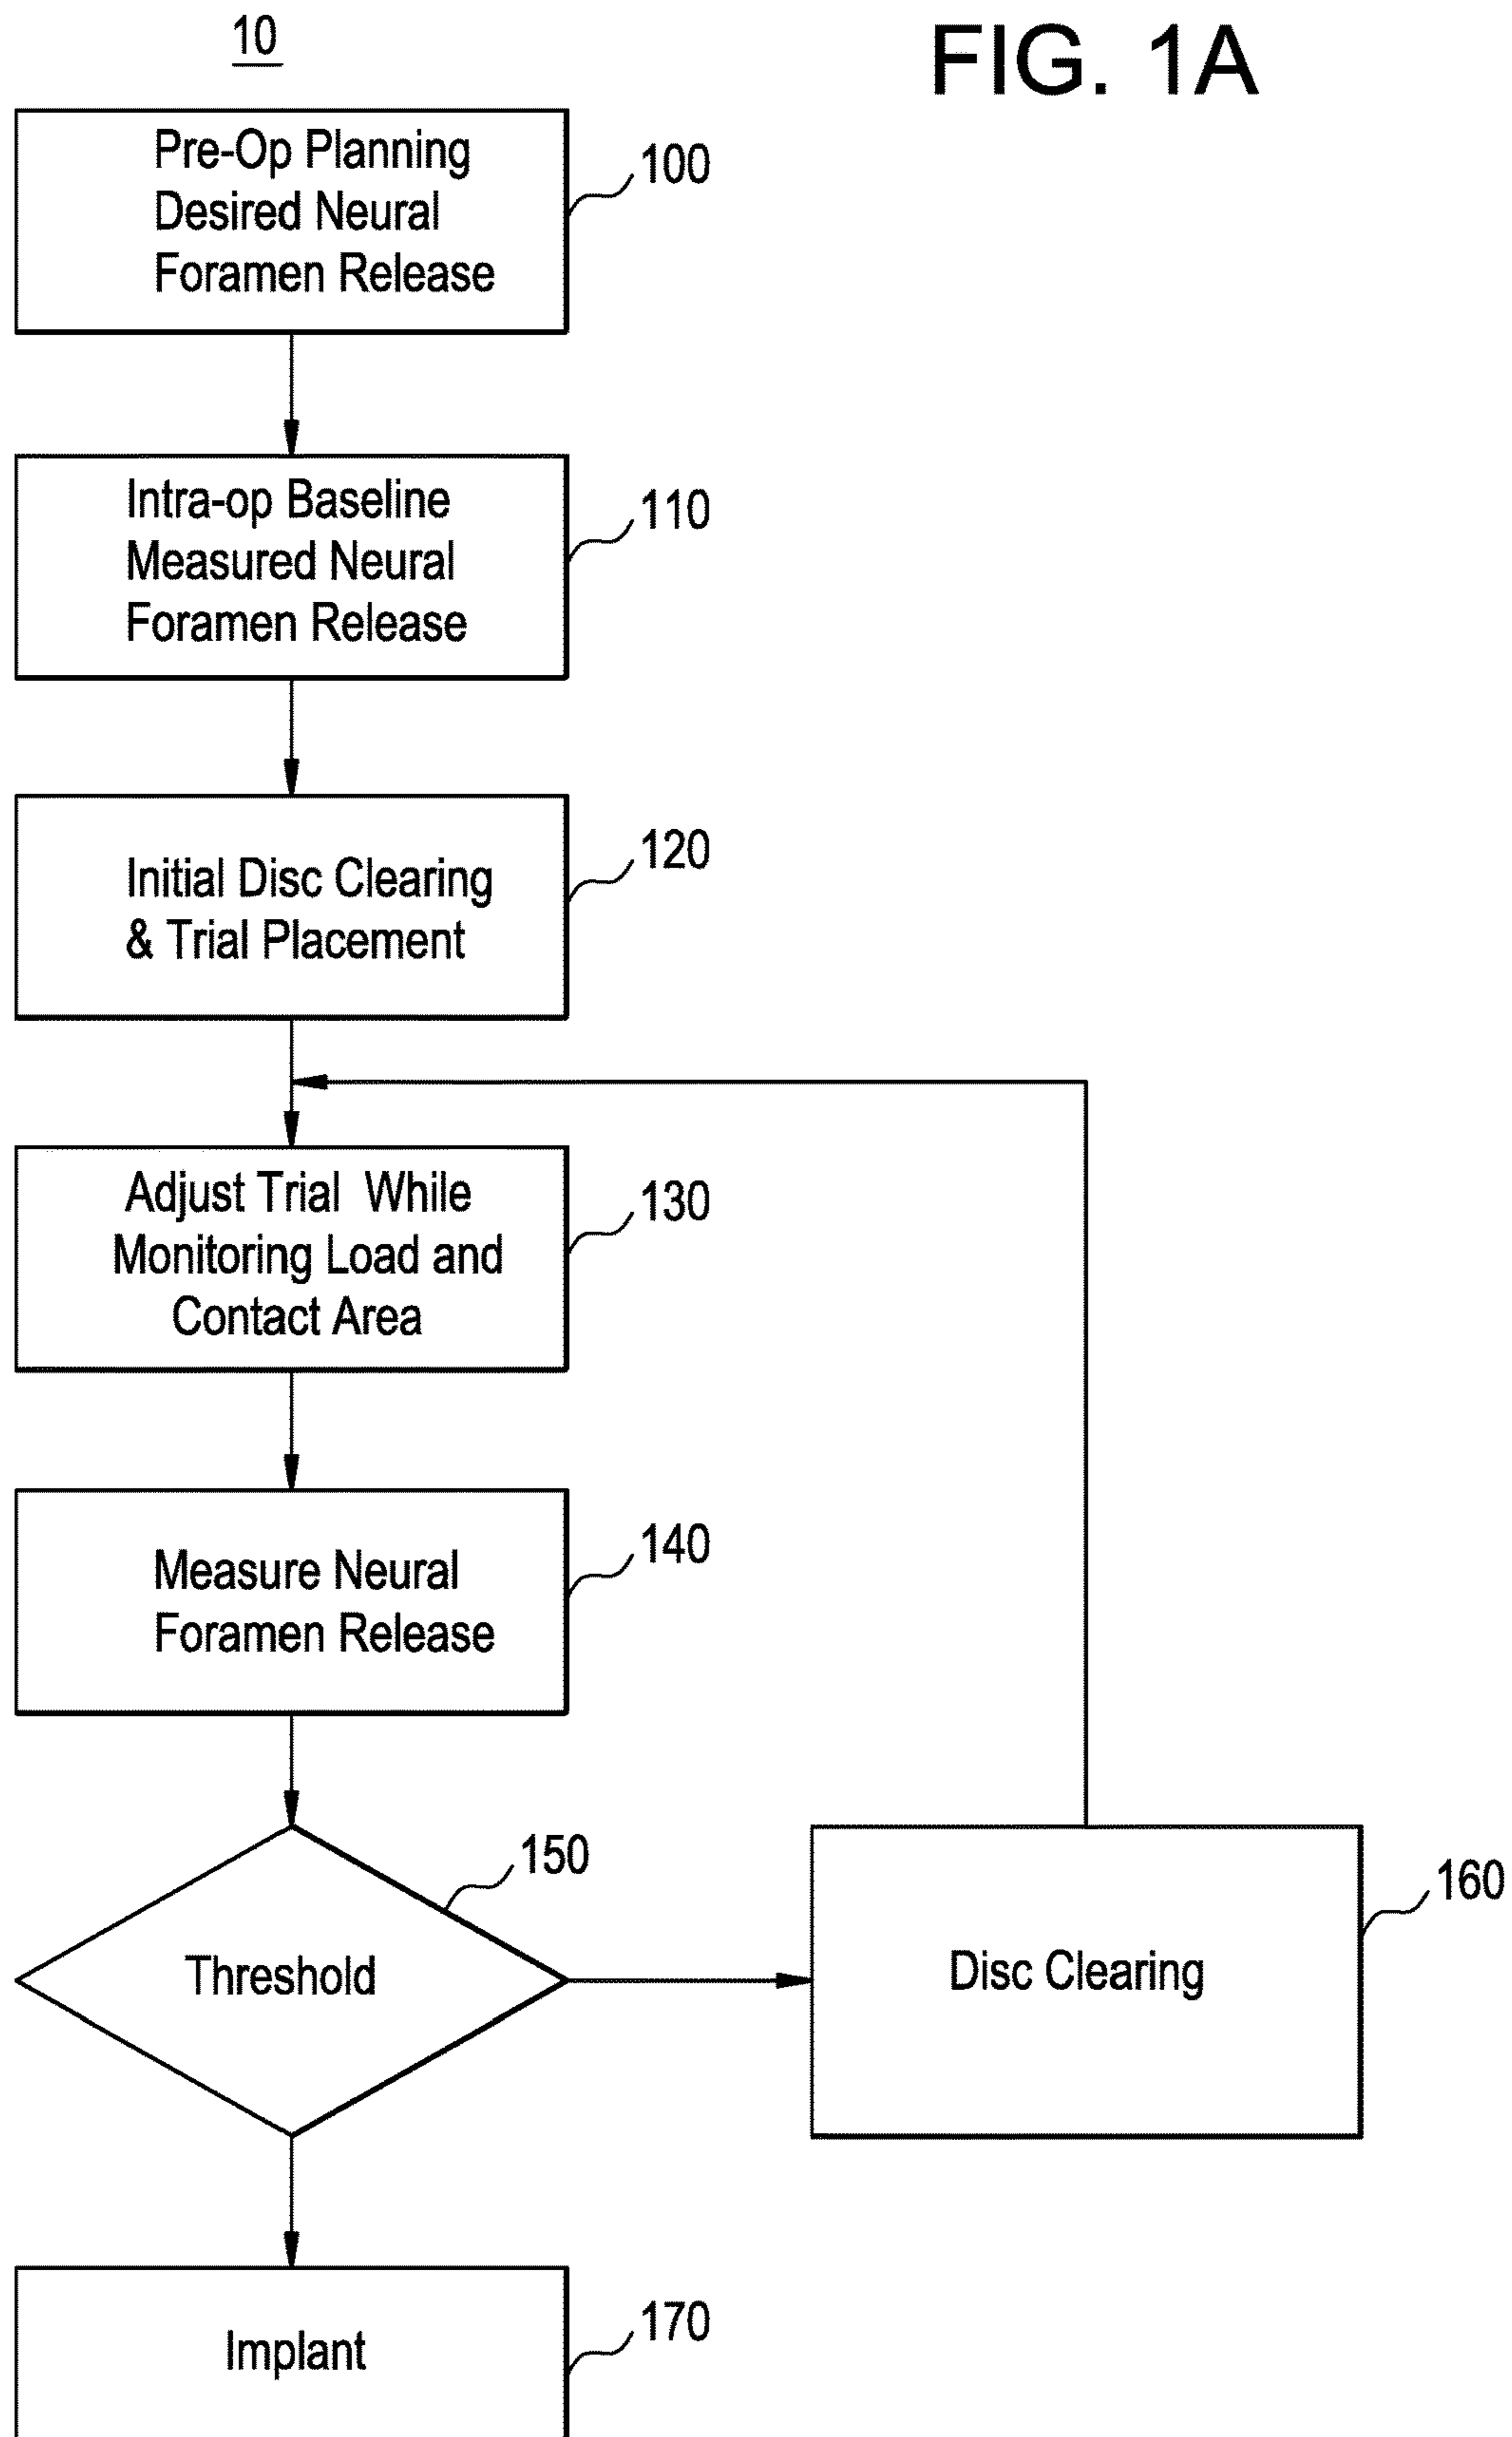 10
FIG. 1A
Pre-Op Planning
Desired Neural
Foramen Release
100
Intra-op Baseline
Measured Neural
Foramen Release
110
Initial Disc Clearing
& Trial Placement
120
Adjust Trial While
Monitoring Load and
Contact Area
130
Measure Neural
Foramen Release
140
Threshold
150
Disc Clearing
160
Implant
170